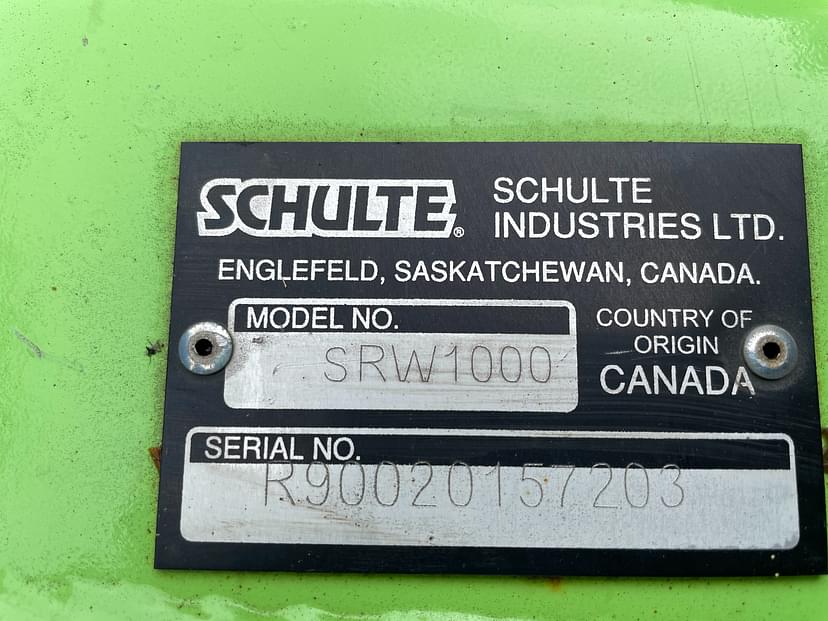 SCHULTE®
SCHULTE
INDUSTRIES LTD.
ENGLEFELD, SASKATCHEWAN, CANADA.
MODEL NO.
SRW1000
COUNTRY OF
ORIGIN
CANADA
SERIAL NO.
R90020157203